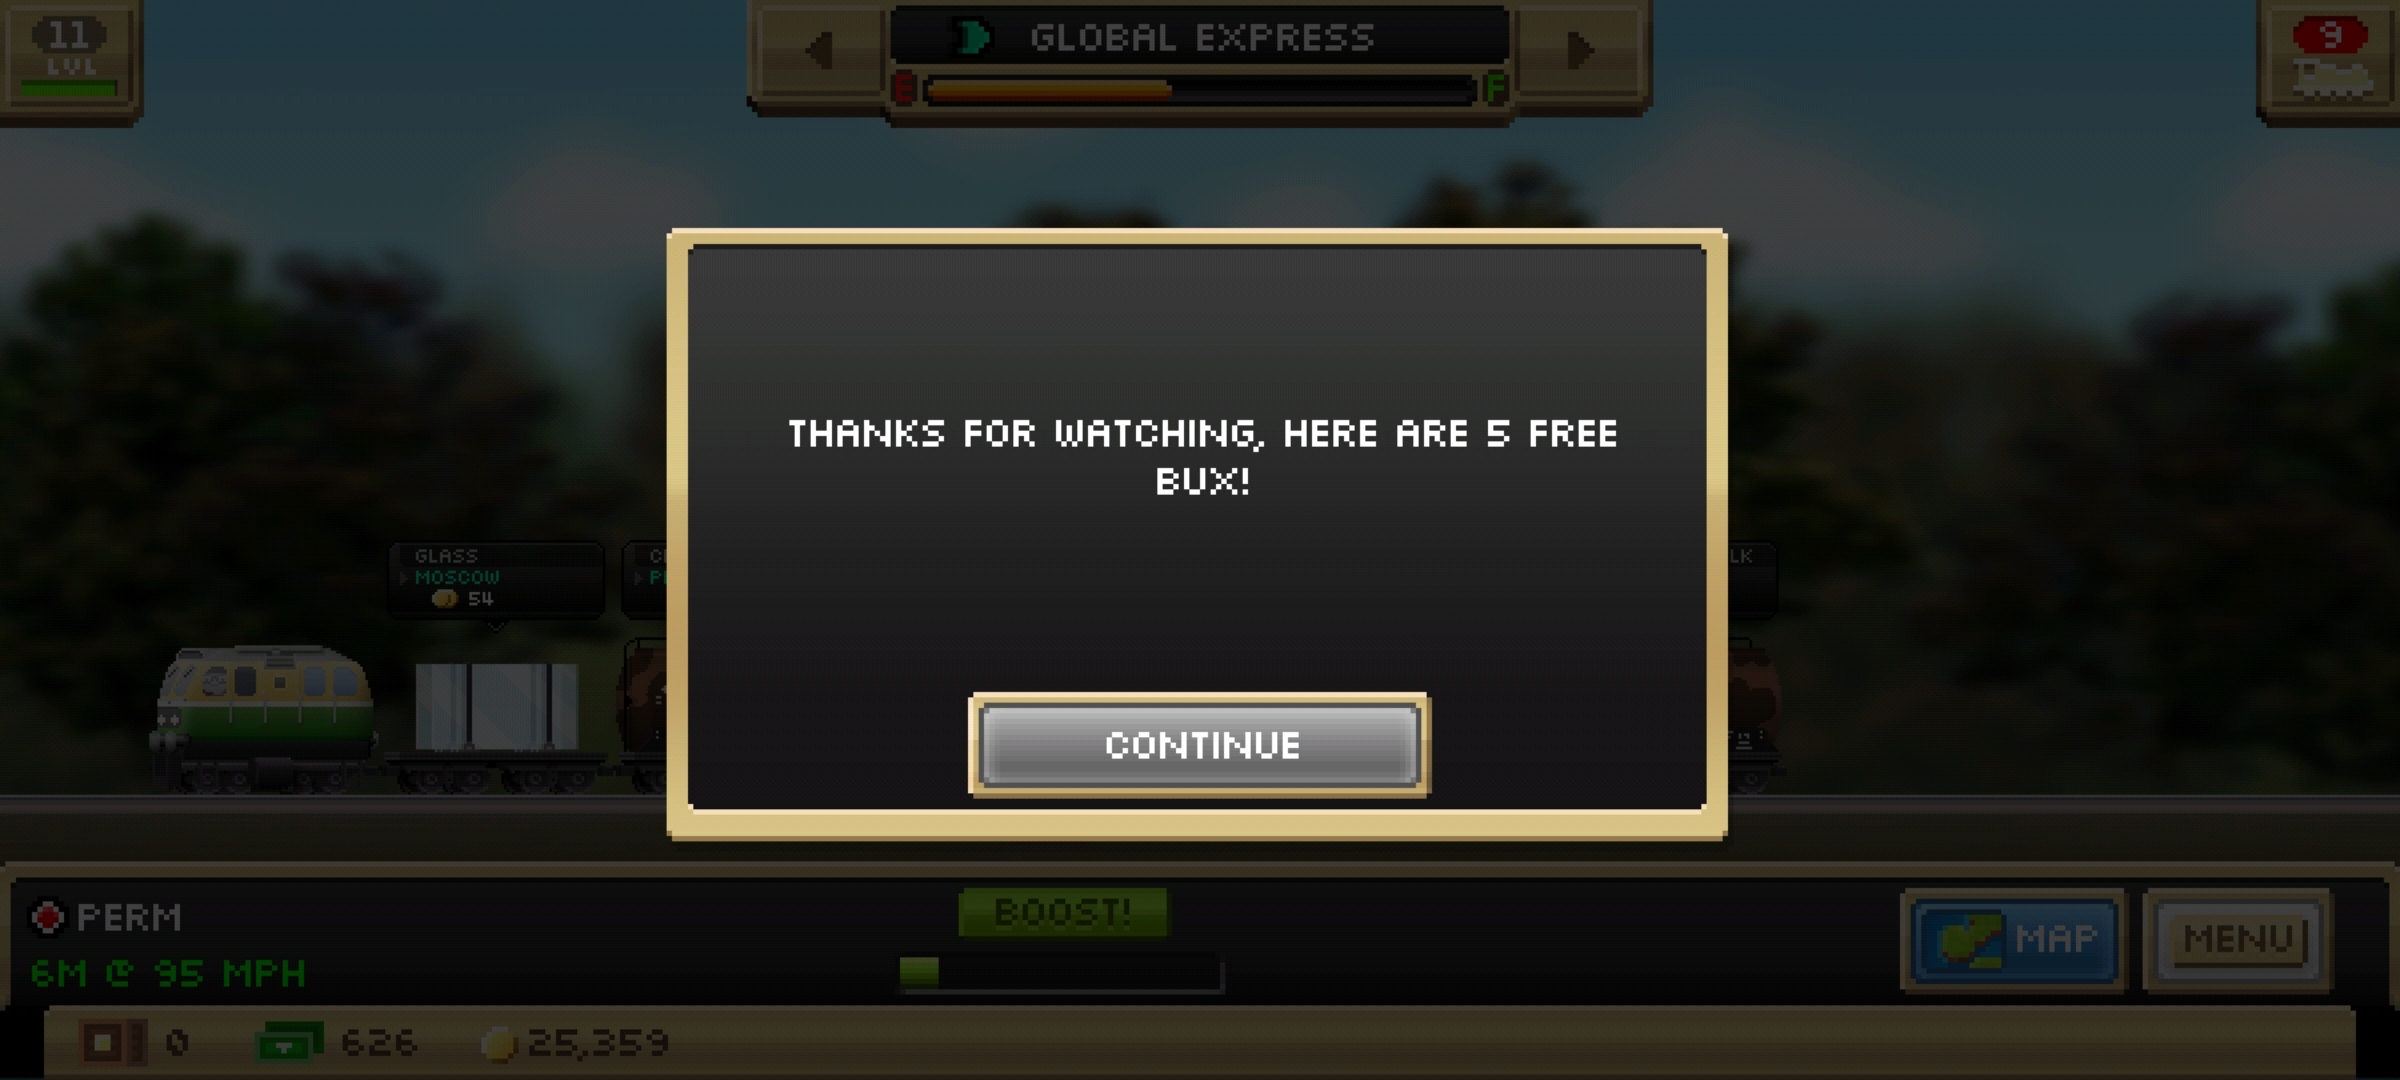 11
LVL
GLOBAL EXPRESS
E
F
9
THANKS FOR WATCHING, HERE ARE 5 FREE
BUX!
CONTINUE
GLASS
MOSCOW
54
PERM
6M @ 95 MPH
BOOST!
MAP
MENU
0
626
25,359